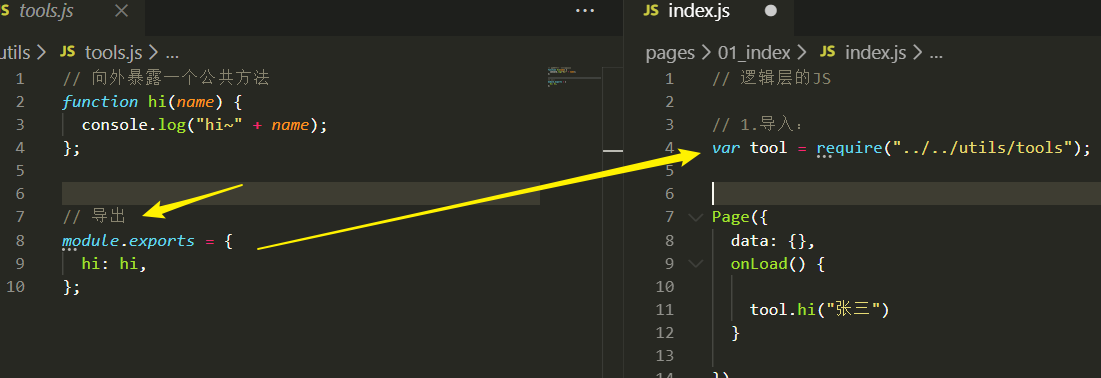 JS tools.js ×
utils > JS tools.js > ...
1 // 向外暴露一个公共方法
2 function hi(name) {
3 console.log("hi~" + name);
4 };
5
6
7 // 导出
8 module.exports = {
9 hi: hi,
10 };
...
JS index.js ●
pages > 01_index > JS index.js > ...
1 // 逻辑层的JS
2
3 // 1.导入:
4 var tool = require("../../utils/tools");
5
6
7 Page({
8 data: {},
9 onLoad() {
10
11 tool.hi("张三")
12 }
13
14 })